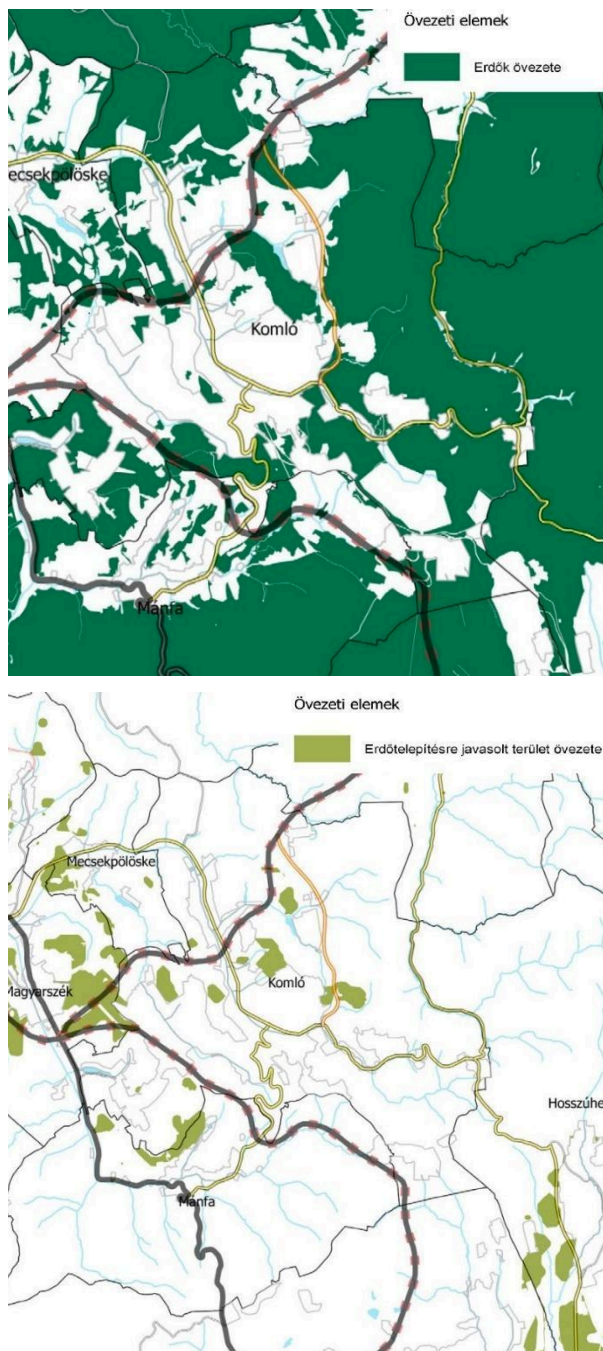 Övezeti elemek
Erdők övezete
ecsekpölöske
Komló
Mánfa
Övezeti elemek
Erdőtelepítésre javasolt terület övezete
Mecsekpölöske
Magyarszék
Komló
Hosszúhe
Mánfa